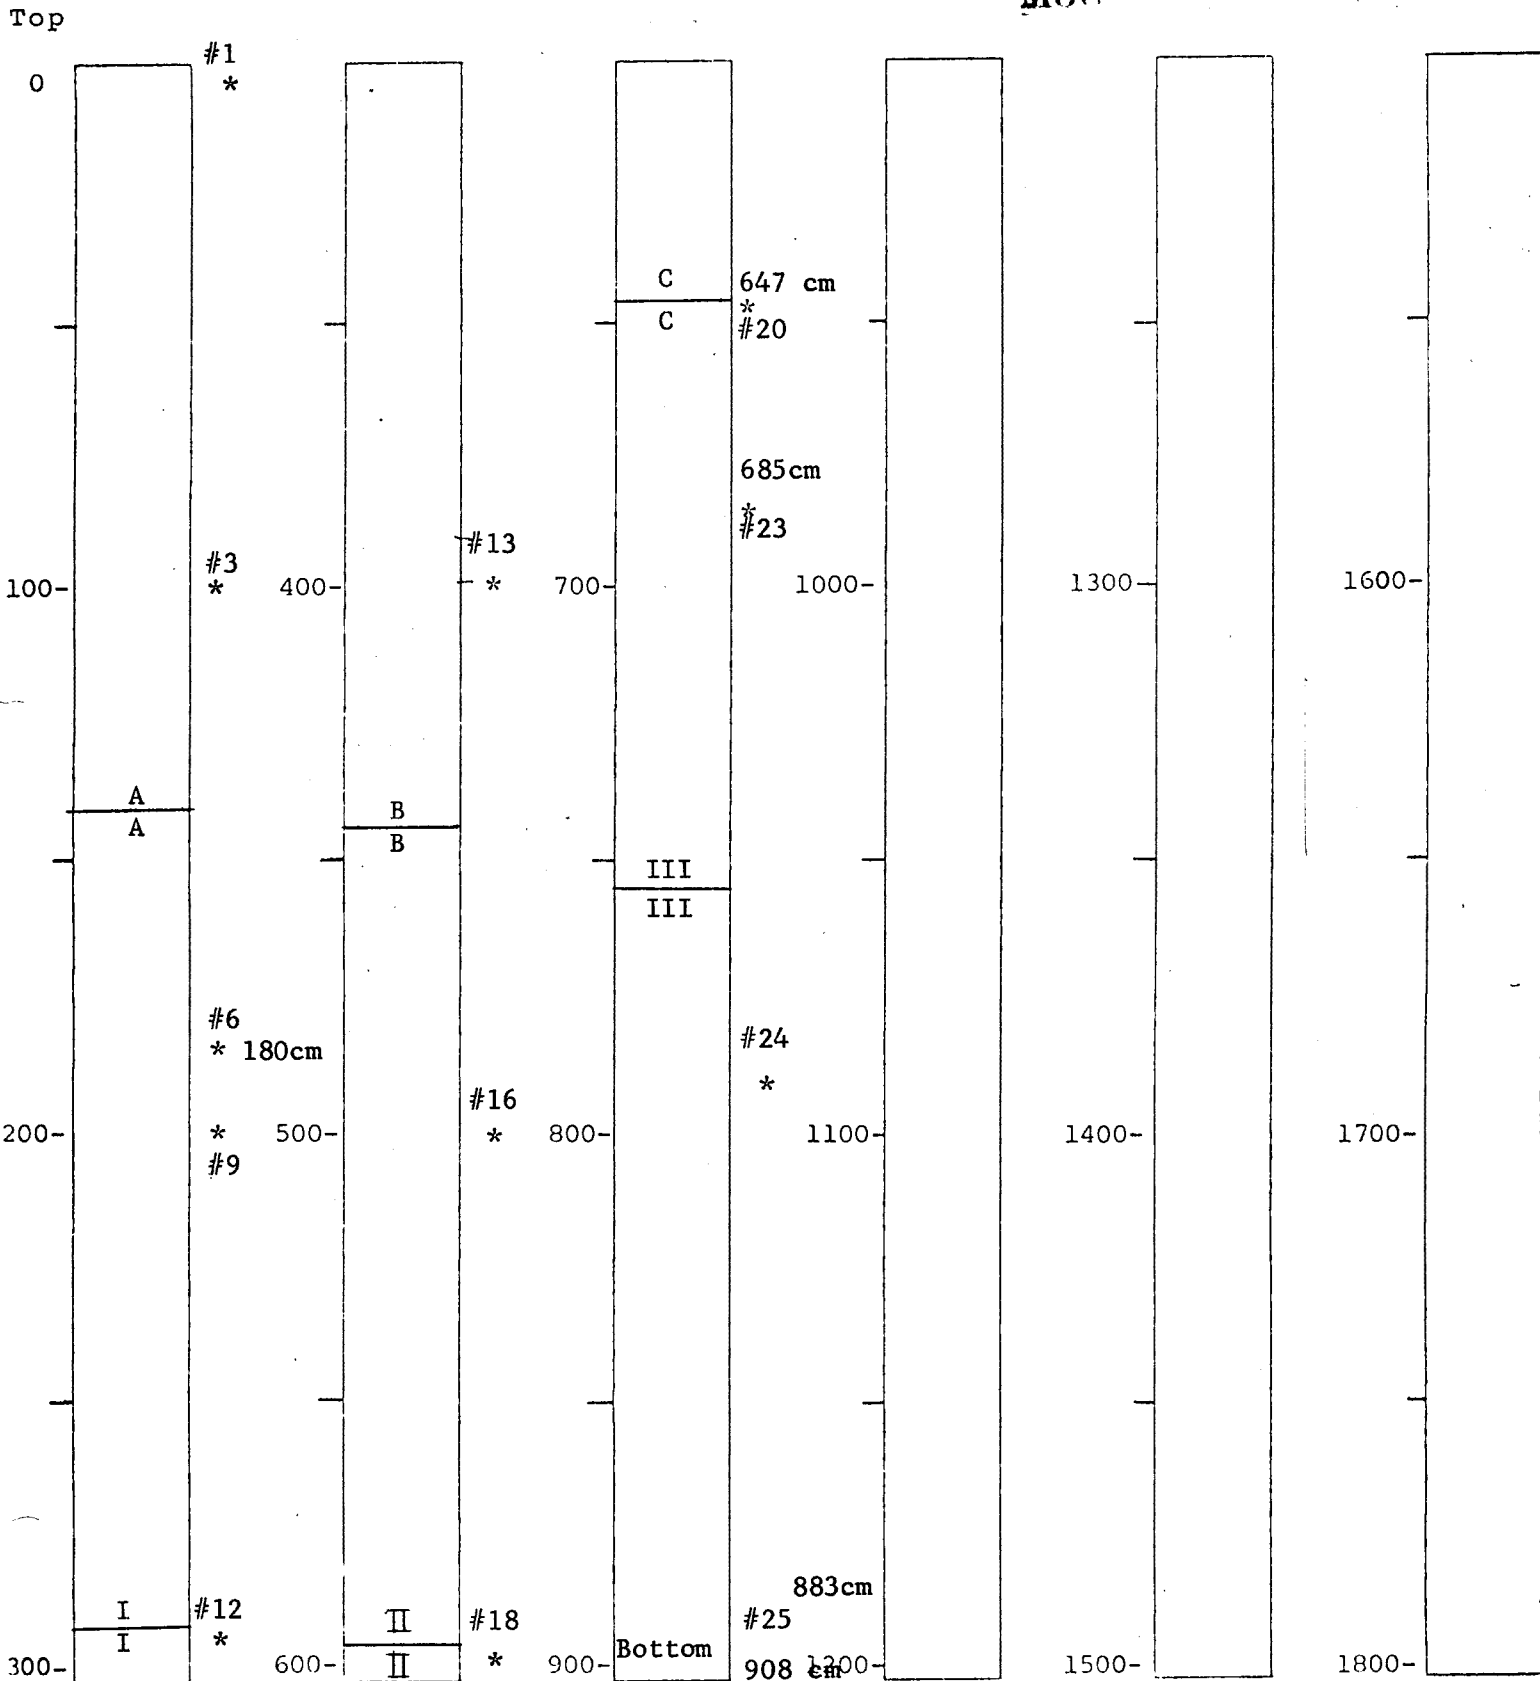 Top
0
#1
*
C
647 cm
*
C
#20
685cm
*
#23
#3
*
#13
*
100-
400-
700-
1000-
1300-
1600-
A
A
B
B
III
III
#6
* 180cm
#24
*
#16
200-
*
500-
*
800-
1100-
1400-
1700-
#9
883cm
I
#12
II
#18
#25
I
*
II
*
Bottom
300-
600-
900-
908 cm
1200-
1500-
1800-